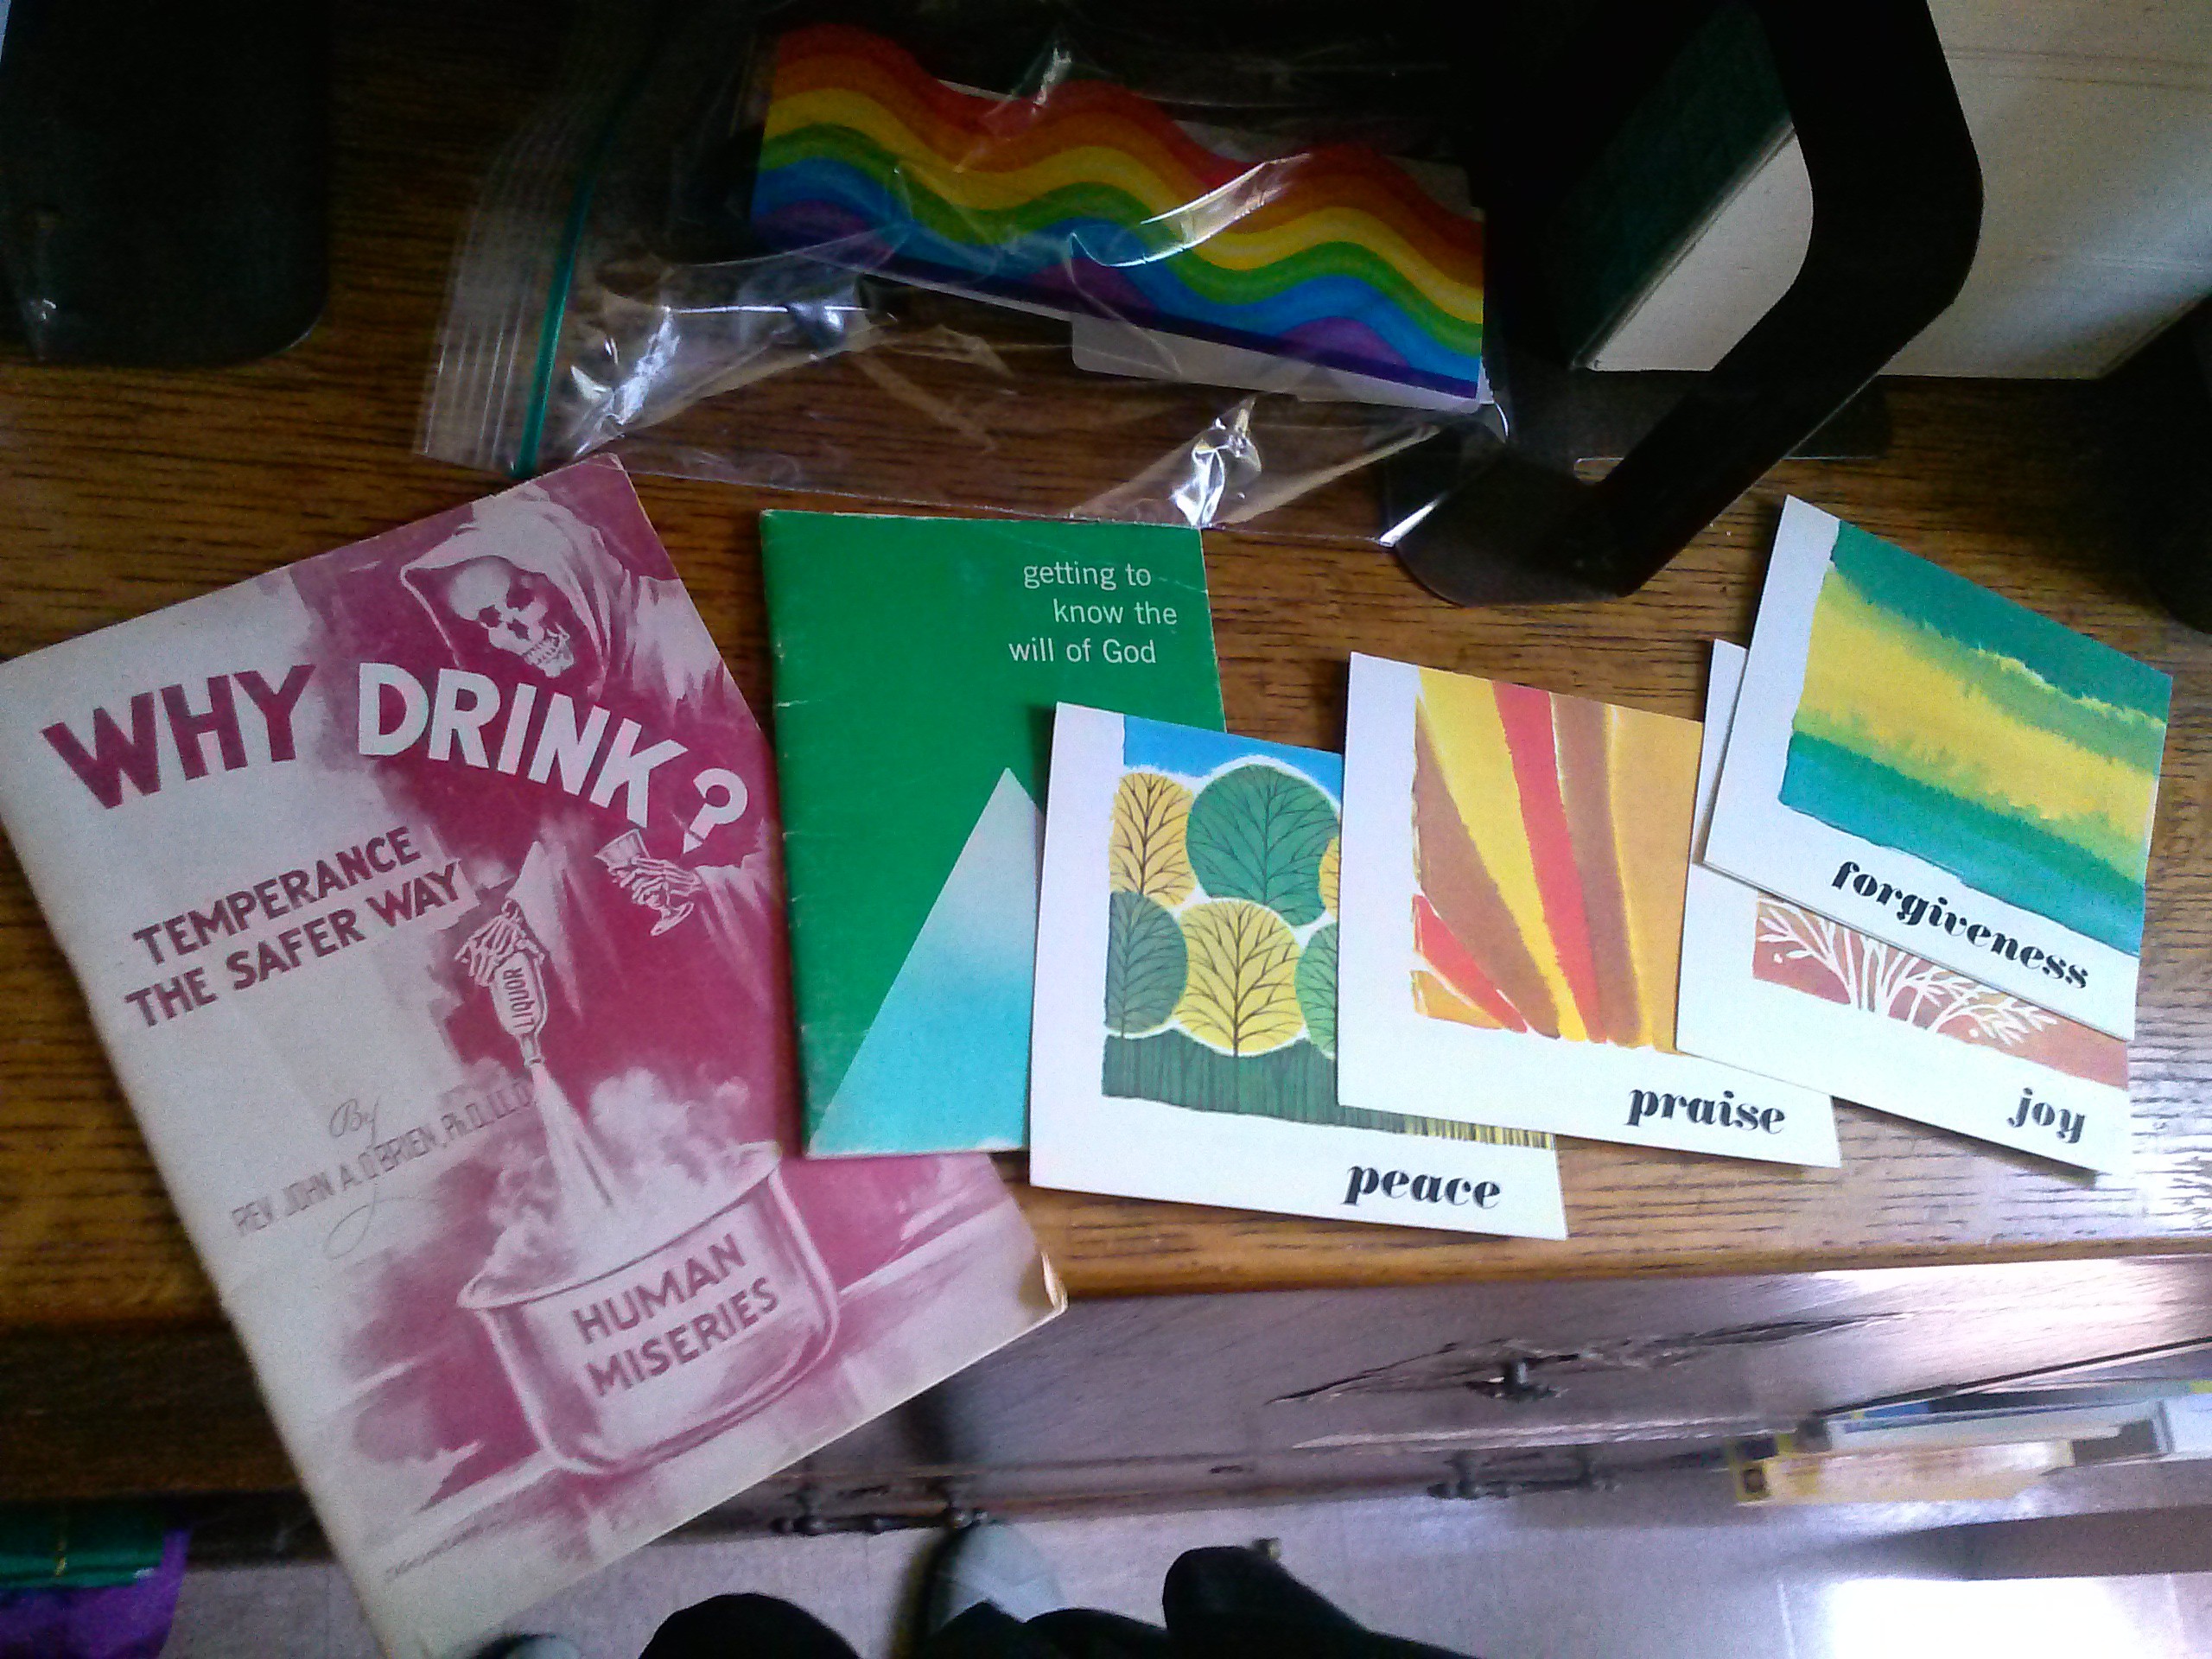 WHY DRINK?
TEMPERANCE
THE SAFER WAY
LIQUOR
By
REV. JOHN A. O'BRIEN, Ph.D., LL.D.
HUMAN
MISERIES
getting to
know the
will of God
peace
praise
joy
forgiveness